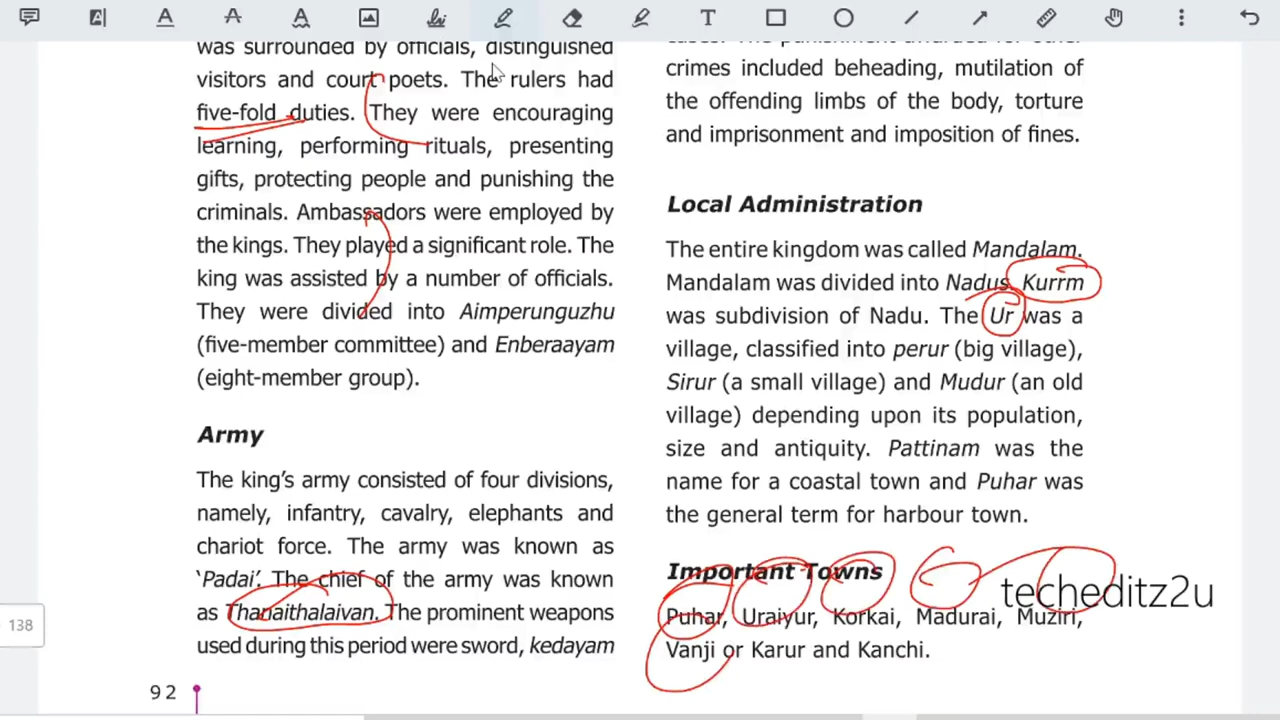 was surrounded by officials, distinguished
visitors and court poets. The rulers had
five-fold duties. They were encouraging
learning, performing rituals, presenting
gifts, protecting people and punishing the
criminals. Ambassadors were employed by
the kings. They played a significant role. The
king was assisted by a number of officials.
They were divided into Aimperunguzhu
(five-member committee) and Enberaayam
(eight-member group).
Army
The king’s army consisted of four divisions,
namely, infantry, cavalry, elephants and
chariot force. The army was known as
‘Padai’. The chief of the army was known
as Thanaithalaivan. The prominent weapons
used during this period were sword, kedayam
138
92
cases. The punishment awarded for other
crimes included beheading, mutilation of
the offending limbs of the body, torture
and imprisonment and imposition of fines.
Local Administration
The entire kingdom was called Mandalam.
Mandalam was divided into Nadus. Kurrm
was subdivision of Nadu. The Ur was a
village, classified into perur (big village),
Sirur (a small village) and Mudur (an old
village) depending upon its population,
size and antiquity. Pattinam was the
name for a coastal town and Puhar was
the general term for harbour town.
Important Towns
Puhar, Uraiyur, Korkai, Madurai, Muziri,
Vanji or Karur and Kanchi.
techeditz2u